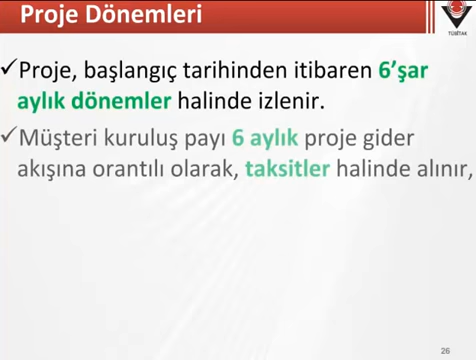 Proje Dönemleri
TÜBİTAK
✓Proje, başlangıç tarihinden itibaren 6’şar
aylık dönemler halinde izlenir.
✓Müşteri kuruluş payı 6 aylık proje gider
akışına orantılı olarak, taksitler halinde alınır,
26